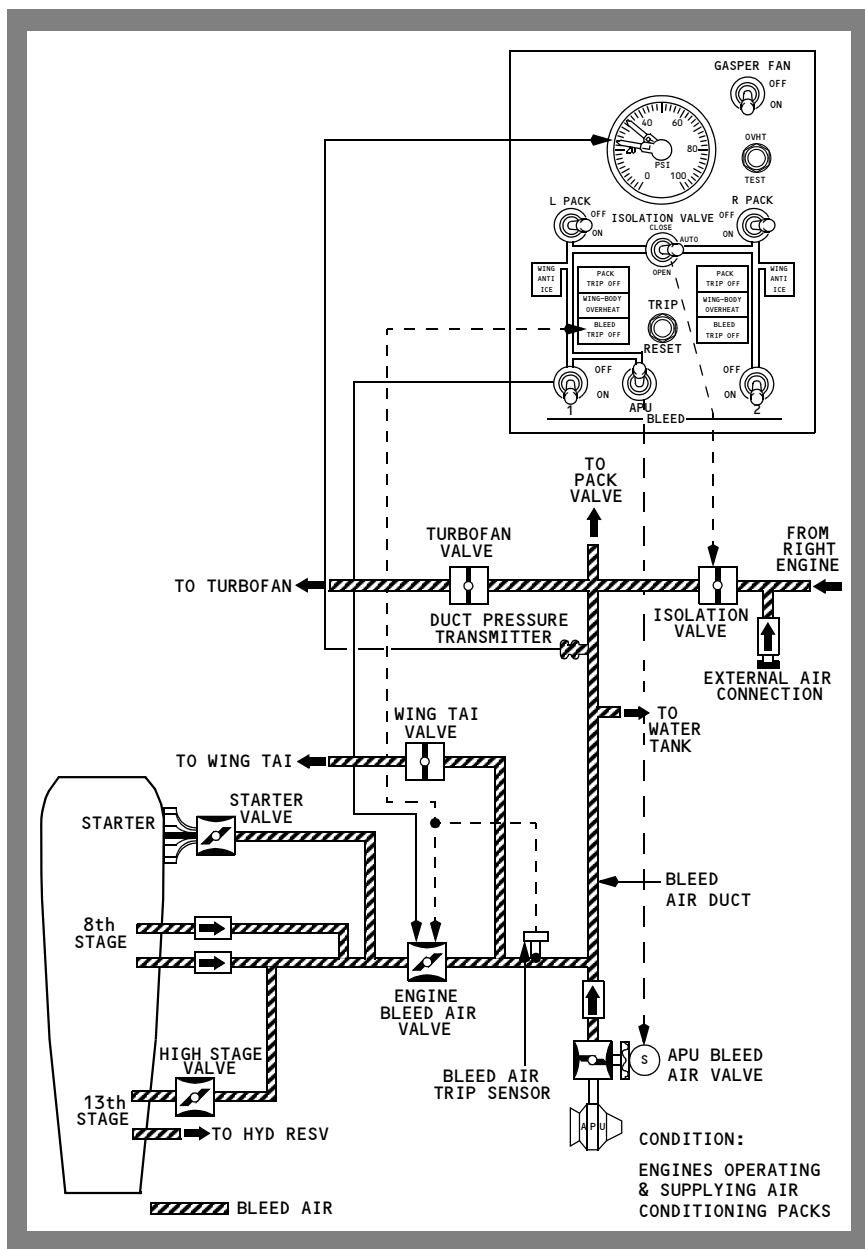 GASPER FAN
OFF
ON
40 60
20 80
PSI
0 100
OVHT
TEST
L PACK
OFF
ON
ISOLATION VALVE
CLOSE
AUTO
OPEN
R PACK
OFF
ON
WING
ANTI
ICE
PACK
TRIP OFF
WING-BODY
OVERHEAT
BLEED
TRIP OFF
TRIP
RESET
PACK
TRIP OFF
WING-BODY
OVERHEAT
BLEED
TRIP OFF
WING
ANTI
ICE
OFF
ON
OFF
ON
1
APU
2
BLEED
TO
PACK
VALVE
TURBOFAN
VALVE
FROM
RIGHT
ENGINE
TO TURBOFAN
DUCT PRESSURE
TRANSMITTER
ISOLATION
VALVE
EXTERNAL AIR
CONNECTION
WING TAI
VALVE
TO
WATER
TANK
TO WING TAI
STARTER
STARTER
VALVE
BLEED
AIR DUCT
8th
STAGE
ENGINE
BLEED AIR
VALVE
HIGH STAGE
VALVE
BLEED AIR
TRIP SENSOR
S
APU BLEED
AIR VALVE
13th
STAGE
TO HYD RESV
APU
CONDITION:
ENGINES OPERATING
& SUPPLYING AIR
CONDITIONING PACKS
BLEED AIR